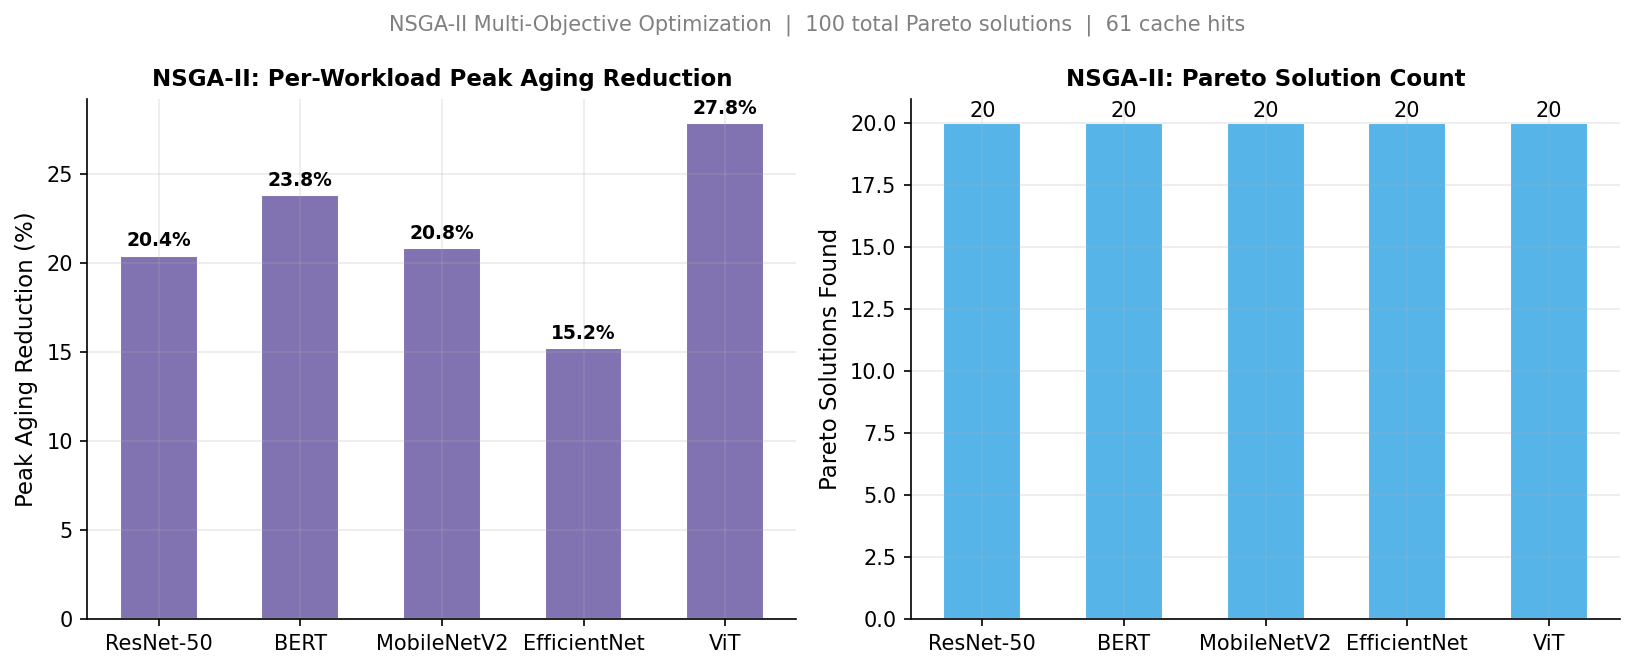 NSGA-II Multi-Objective Optimization | 100 total Pareto solutions | 61 cache hits
NSGA-II: Per-Workload Peak Aging Reduction
Peak Aging Reduction (%)
25
20
15
10
5
0
20.4%
23.8%
20.8%
15.2%
27.8%
ResNet-50
BERT
MobileNetV2
EfficientNet
ViT
NSGA-II: Pareto Solution Count
Pareto Solutions Found
20.0
17.5
15.0
12.5
10.0
7.5
5.0
2.5
0.0
20
20
20
20
20
ResNet-50
BERT
MobileNetV2
EfficientNet
ViT